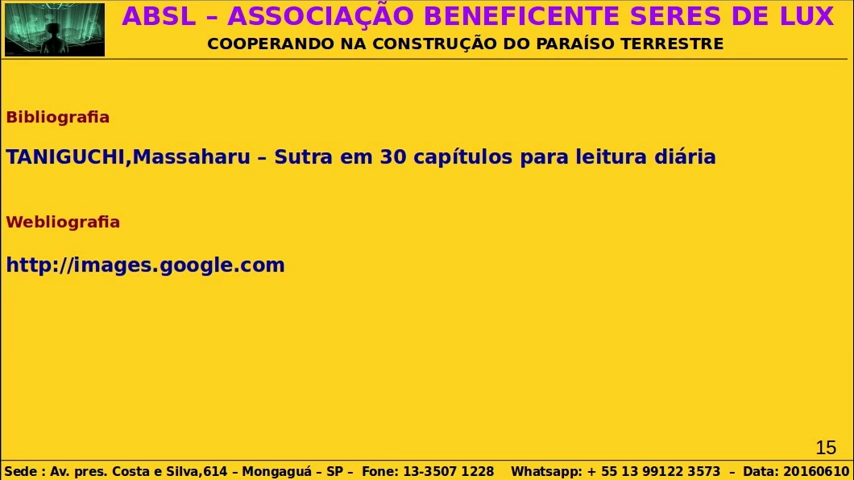 ABSL – ASSOCIAÇÃO BENEFICENTE SERES DE LUX
COOPERANDO NA CONSTRUÇÃO DO PARAÍSO TERRESTRE
Bibliografia
TANIGUCHI,Massaharu – Sutra em 30 capítulos para leitura diária
Webliografia
http://images.google.com
15
Sede : Av. pres. Costa e Silva,614 – Mongaguá – SP – Fone: 13-3507 1228 Whatsapp: + 55 13 99122 3573 – Data: 20160610